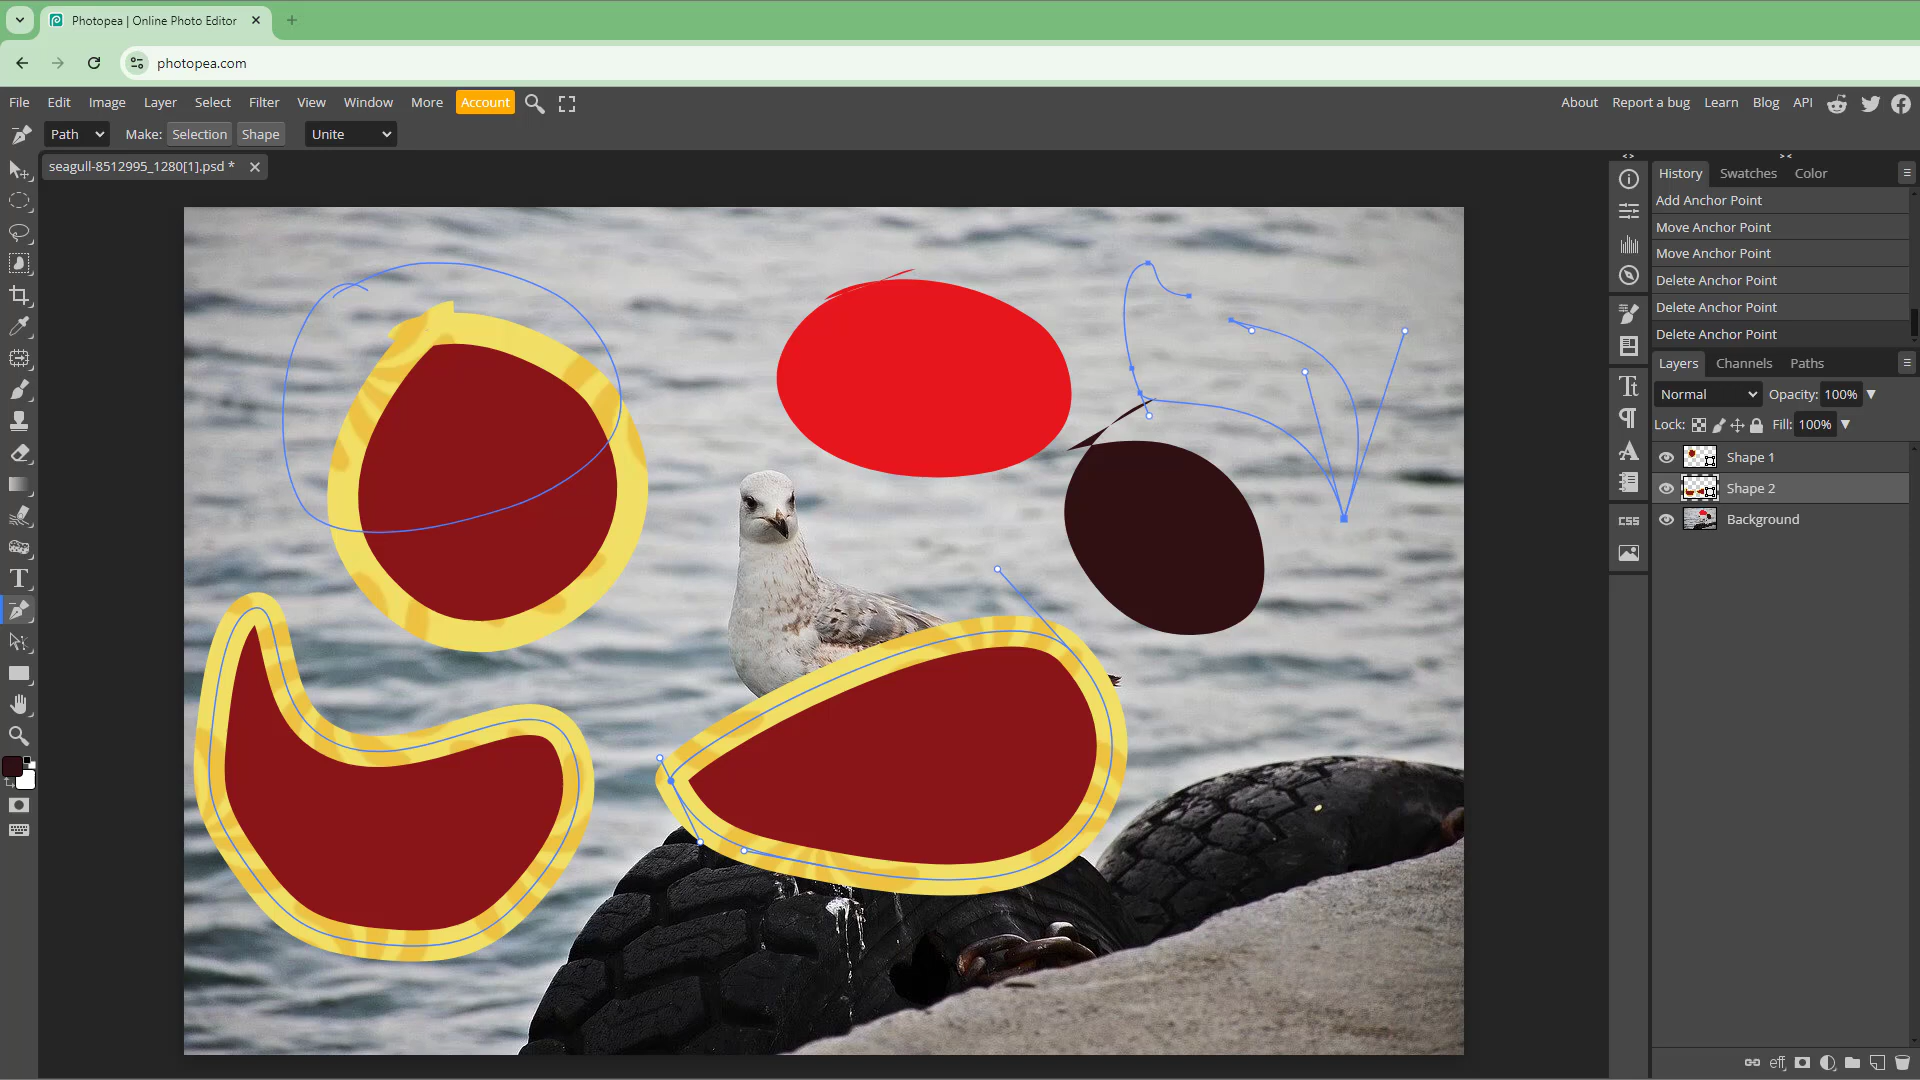 Photopea | Online Photo Editor
photopea.com
File Edit Image Layer Select Filter View Window More Account
About Report a bug Learn Blog API
Path Make: Selection Shape Unite
seagull-8512995_1280[1].psd *
History Swatches Color
Add Anchor Point
Move Anchor Point
Move Anchor Point
Delete Anchor Point
Delete Anchor Point
Delete Anchor Point
Layers Channels Paths
Normal Opacity: 100%
Lock: Fill: 100%
Shape 1
Shape 2
Background
CSS
eff